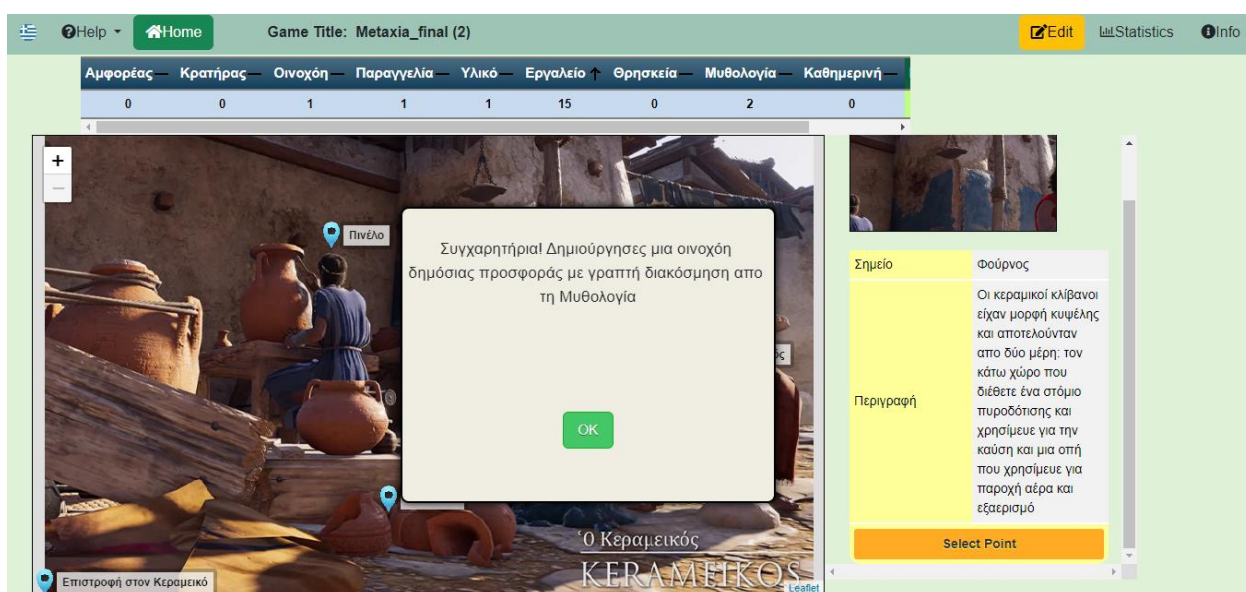 Help Home Game Title: Metaxia_final (2) Edit Statistics Info
Αμφορέας Κρατήρας Οινοχόη Παραγγελία Υλικό Εργαλείο Θρησκεία Μυθολογία Καθημερινή
0 0 1 1 1 15 0 2 0
+
−
Πινέλο
Συγχαρητήρια! Δημιούργησες μια οινοχόη
δημόσιας προσφοράς με γραπτή διακόσμηση απο
τη Μυθολογία
OK
ς
Ὁ Κεραμεικός
KERAMEIKOS
Επιστροφή στον Κεραμεικό
Leaflet
Σημείο Φούρνος
Περιγραφή
Οι κεραμικοί κλίβανοι
είχαν μορφή κυψέλης
και αποτελούνταν
απο δύο μέρη: τον
κάτω χώρο που
διέθετε ένα στόμιο
πυροδότισης και
χρησίμευε για την
καύση και μια οπή
που χρησίμευε για
παροχή αέρα και
εξαερισμό
Select Point